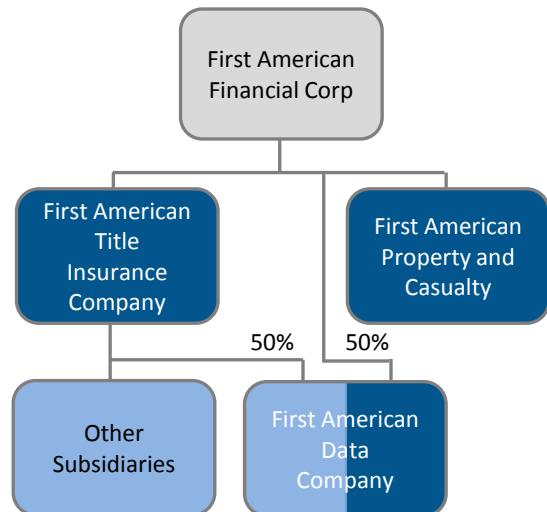 First American
Financial Corp
First American
Title
Insurance
Company
First American
Property and
Casualty
50%
50%
Other
Subsidiaries
First American
Data
Company